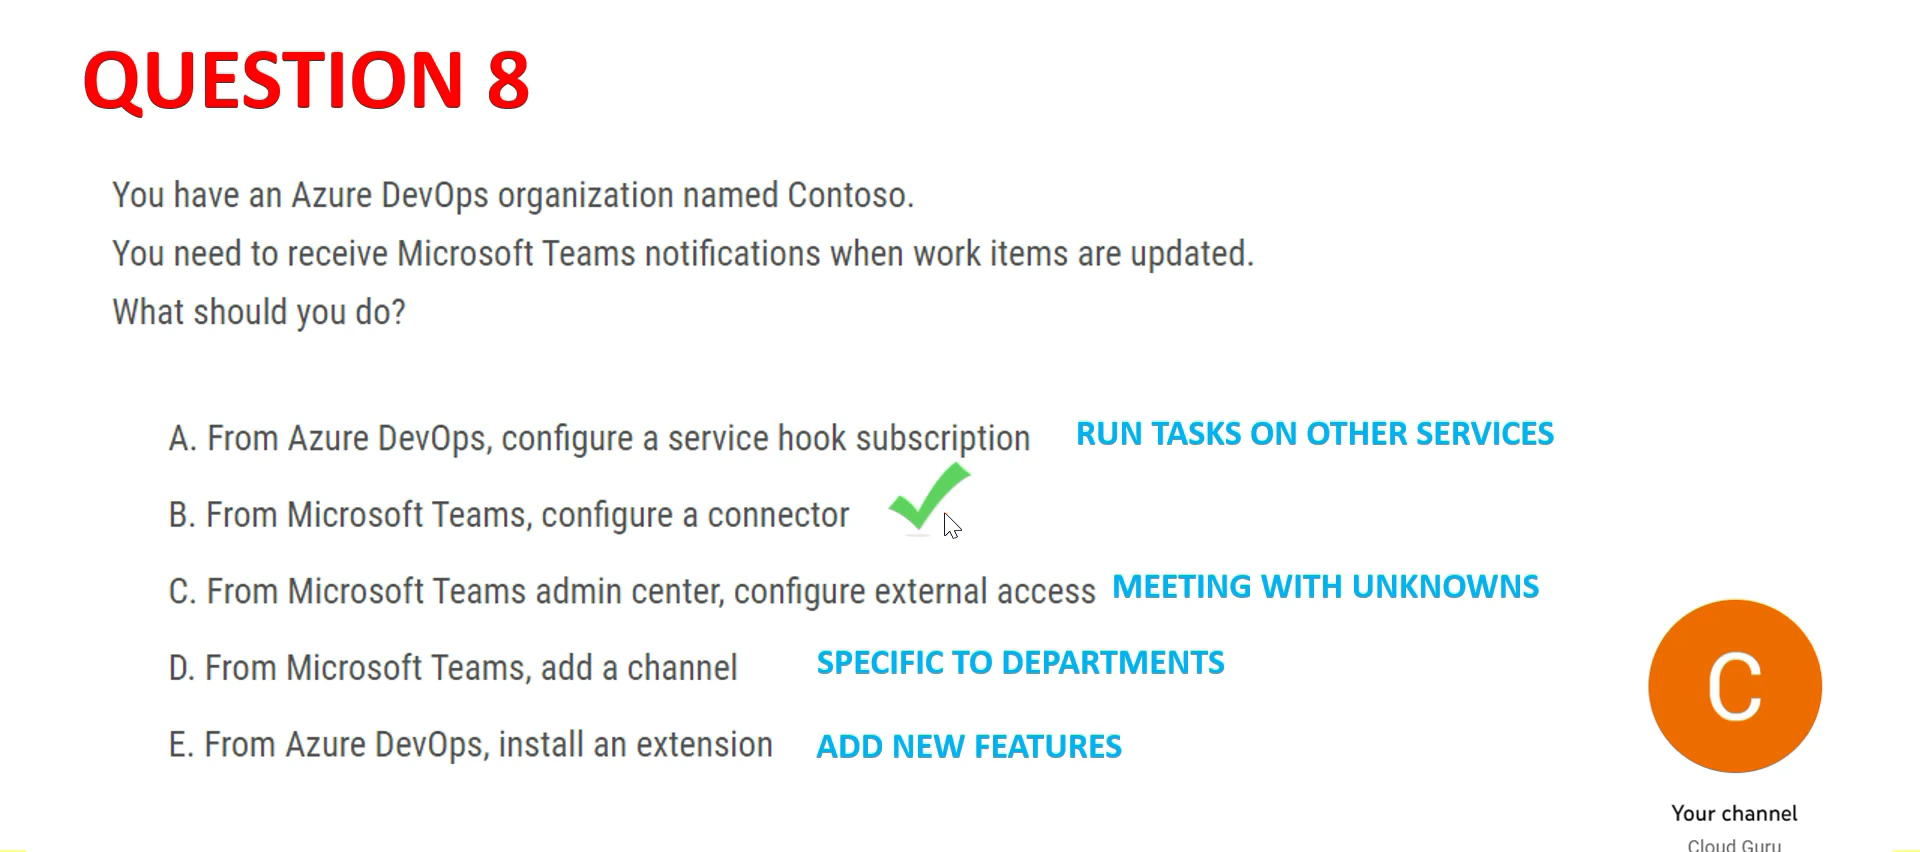 QUESTION 8
You have an Azure DevOps organization named Contoso.
You need to receive Microsoft Teams notifications when work items are updated.
What should you do?
A. From Azure DevOps, configure a service hook subscription RUN TASKS ON OTHER SERVICES
B. From Microsoft Teams, configure a connector
C. From Microsoft Teams admin center, configure external access MEETING WITH UNKNOWNS
D. From Microsoft Teams, add a channel SPECIFIC TO DEPARTMENTS
E. From Azure DevOps, install an extension ADD NEW FEATURES
C
Your channel
Cloud Guru